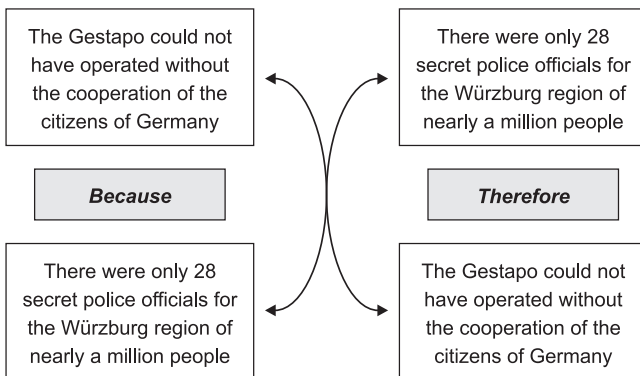 The Gestapo could not
have operated without
the cooperation of the
citizens of Germany
Because
There were only 28
secret police officials for
the Würzburg region of
nearly a million people
There were only 28
secret police officials for
the Würzburg region of
nearly a million people
Therefore
The Gestapo could not
have operated without
the cooperation of the
citizens of Germany